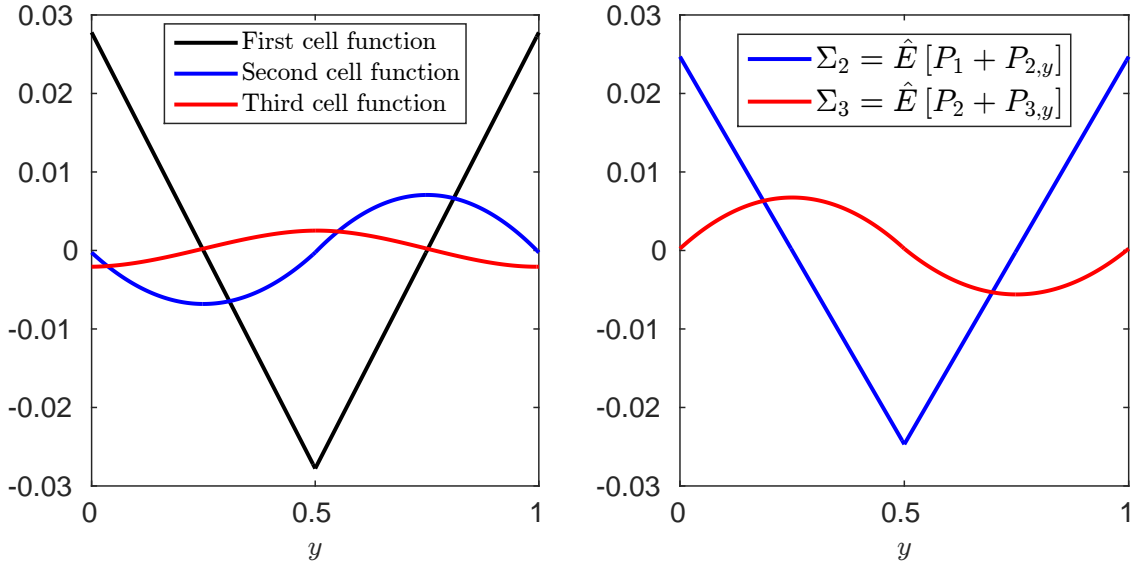 0.03
0.02
0.01
0
-0.01
-0.02
-0.03
0
0.5
1
y
First cell function
Second cell function
Third cell function
0.03
0.02
0.01
0
-0.01
-0.02
-0.03
0
0.5
1
y
Σ₂ = Ê [P₁ + P₂,y]
Σ₃ = Ê [P₂ + P₃,y]